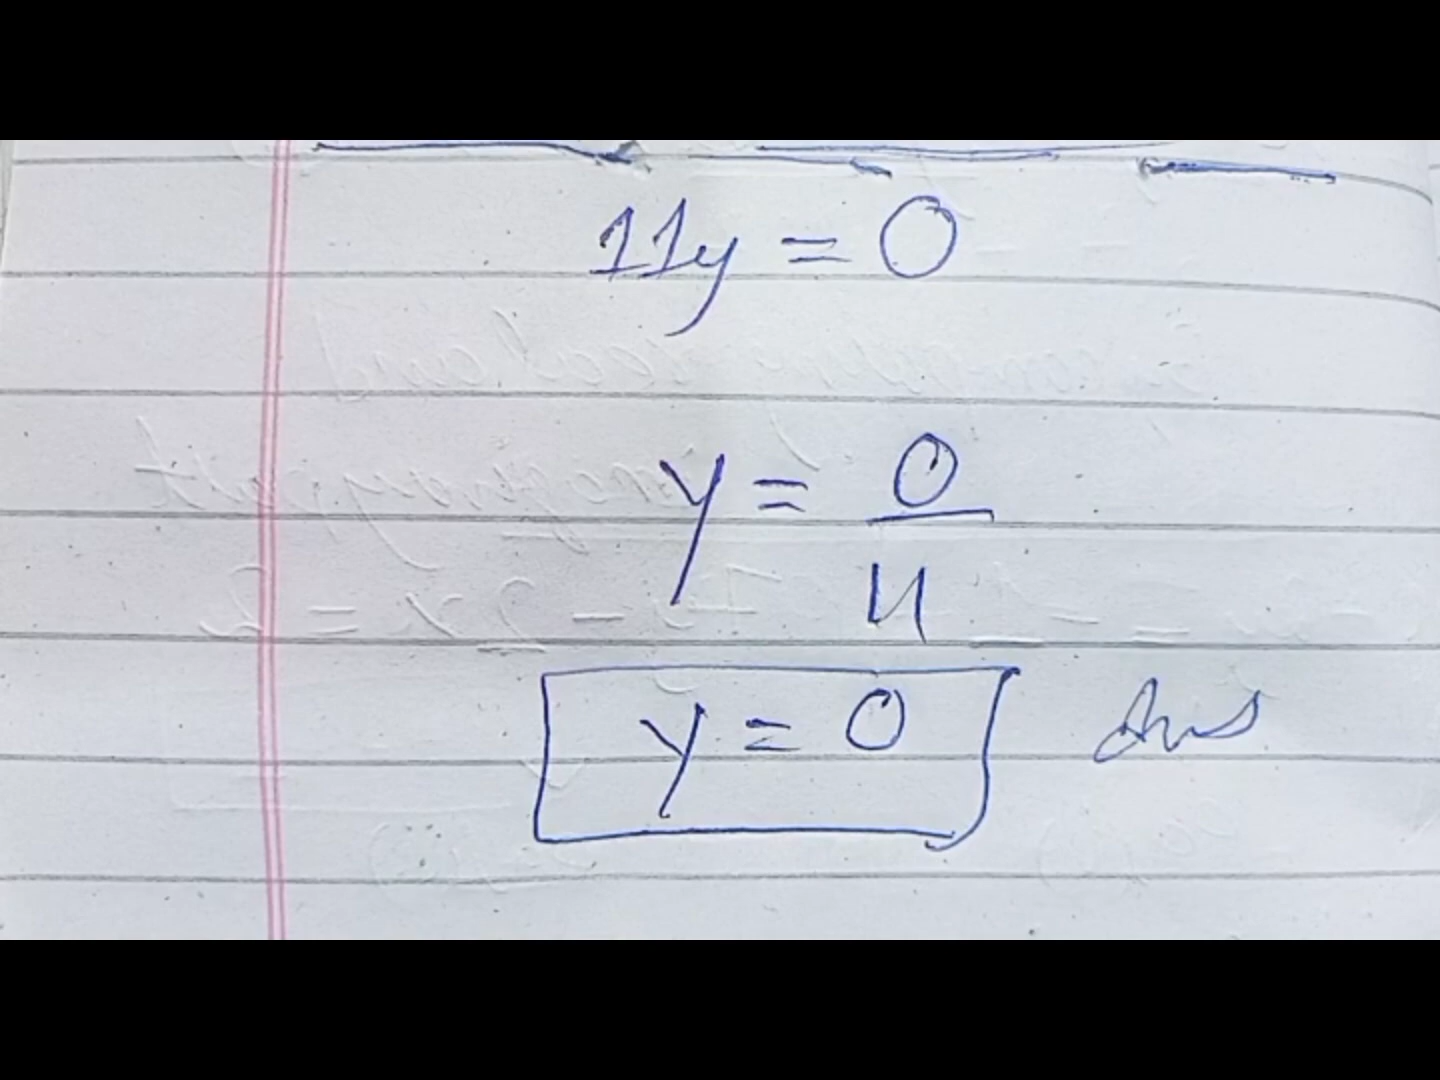 11y = 0
y = 0/11
y = 0 Ans